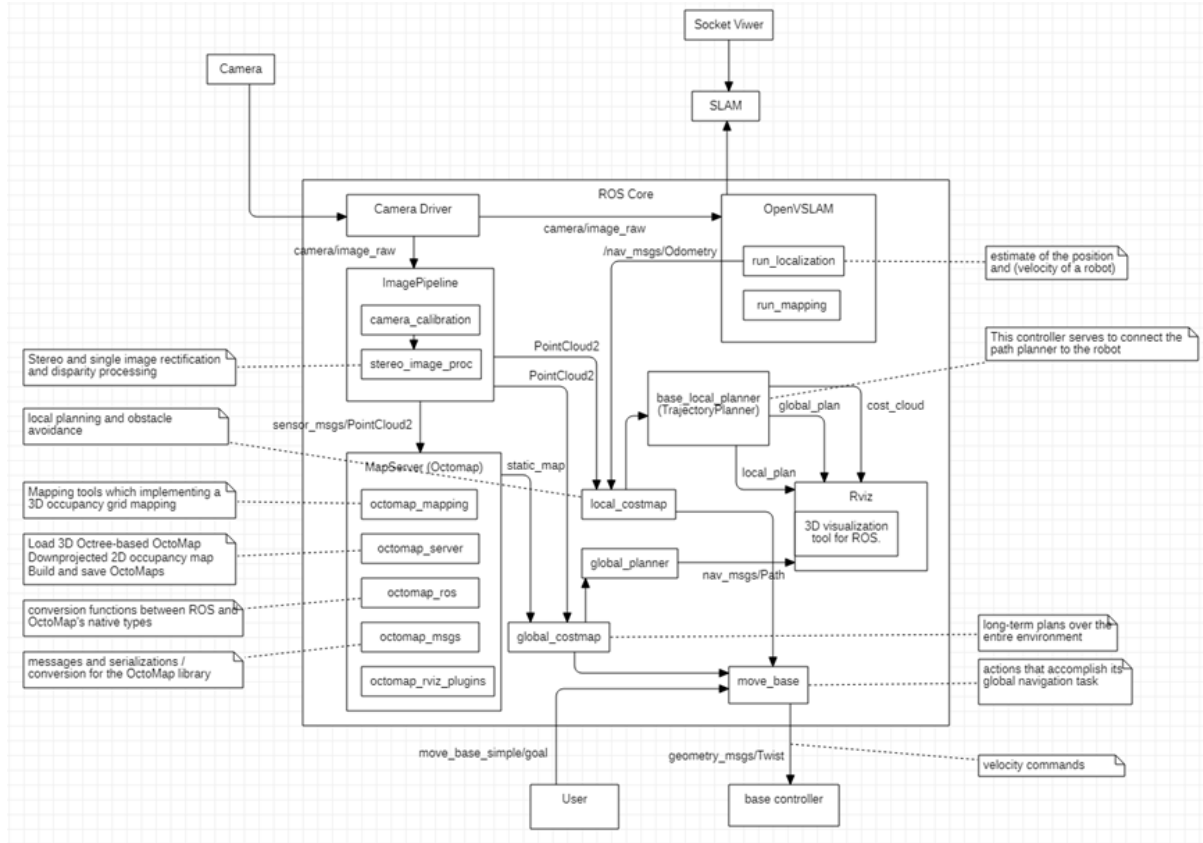 Socket Viwer
Camera
SLAM
ROS Core
Camera Driver
OpenVSLAM
camera/image_raw
camera/image_raw
/nav_msgs/Odometry
run_localization
estimate of the position
and (velocity of a robot)
ImagePipeline
run_mapping
camera_calibration
This controller serves to connect the
path planner to the robot
PointCloud2
Stereo and single image rectification
and disparity processing
stereo_image_proc
PointCloud2
base_local_planner
(TrajectoryPlanner)
global_plan
cost_cloud
local planning and obstacle
avoidance
sensor_msgs/PointCloud2
MapServer (Octomap)
static_map
local_plan
Mapping tools which implementing a
3D occupancy grid mapping
octomap_mapping
local_costmap
Rviz
3D visualization
tool for ROS.
Load 3D Octree-based OctoMap
Downprojected 2D occupancy map
Build and save OctoMaps
octomap_server
global_planner
nav_msgs/Path
octomap_ros
conversion functions between ROS and
OctoMap's native types
octomap_msgs
global_costmap
long-term plans over the
entire environment
messages and serializations /
conversion for the OctoMap library
octomap_rviz_plugins
move_base
actions that accomplish its
global navigation task
move_base_simple/goal
geometry_msgs/Twist
velocity commands
User
base controller